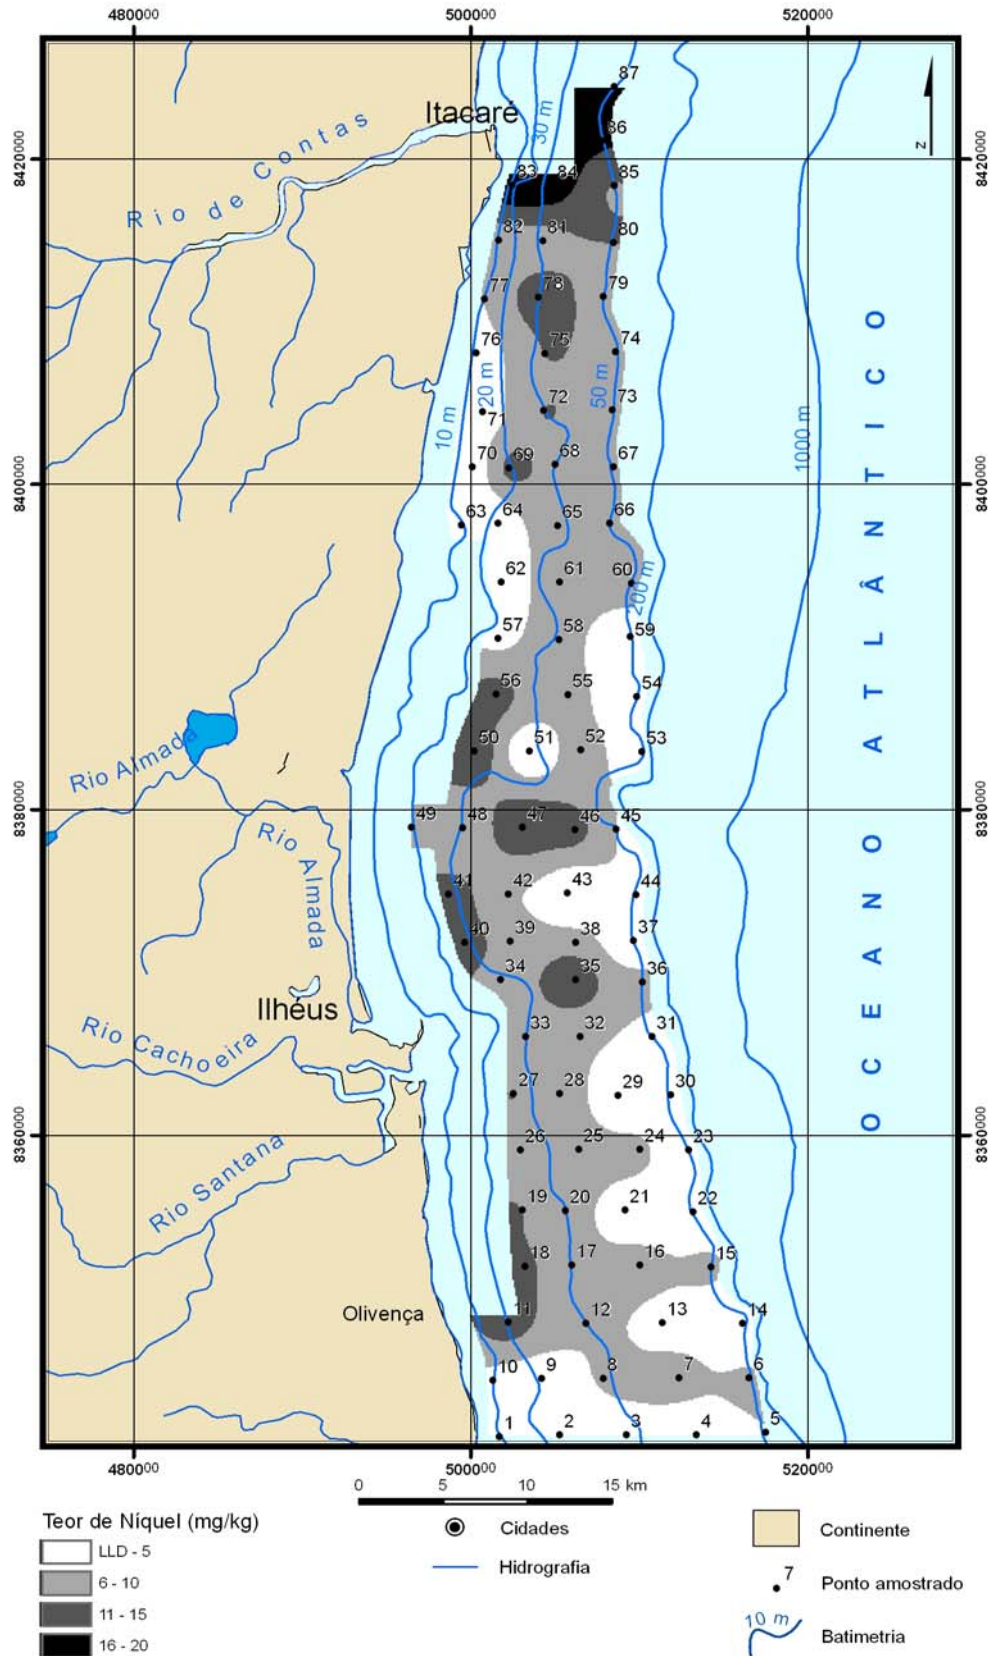 480000 500000 520000
87
Itacaré
30 m
86
8420000 8420000
z
Rio de Contas
83 84 85
82 81 80
77 78 79
76 75 74
20 m 72 50 m 73
10 m 71
1000 m
70 69 68 67
8400000 8400000
63 64 65 66
62 61 60
200 m
57 58 59
56 55 54
50 51 52 53
Rio Almada
8380000 8380000
49 48 47 46 45
Rio Almada
41 42 43 44
40 39 38 37
34 35 36
Ilhéus
33 32 31
Rio Cachoeira
27 28 29 30
26 25 24 23
8360000 8360000
Rio Santana
19 20 21 22
18 17 16 15
Olivença
11 12 13 14
10 9 8 7 6
1 2 3 4 5
OCEANO ATLÂNTICO
480000 500000 520000
0 5 10 15 km
Teor de Níquel (mg/kg)
LLD - 5
6 - 10
11 - 15
16 - 20
Cidades
Hidrografia
Continente
7 Ponto amostrado
10 m Batimetria